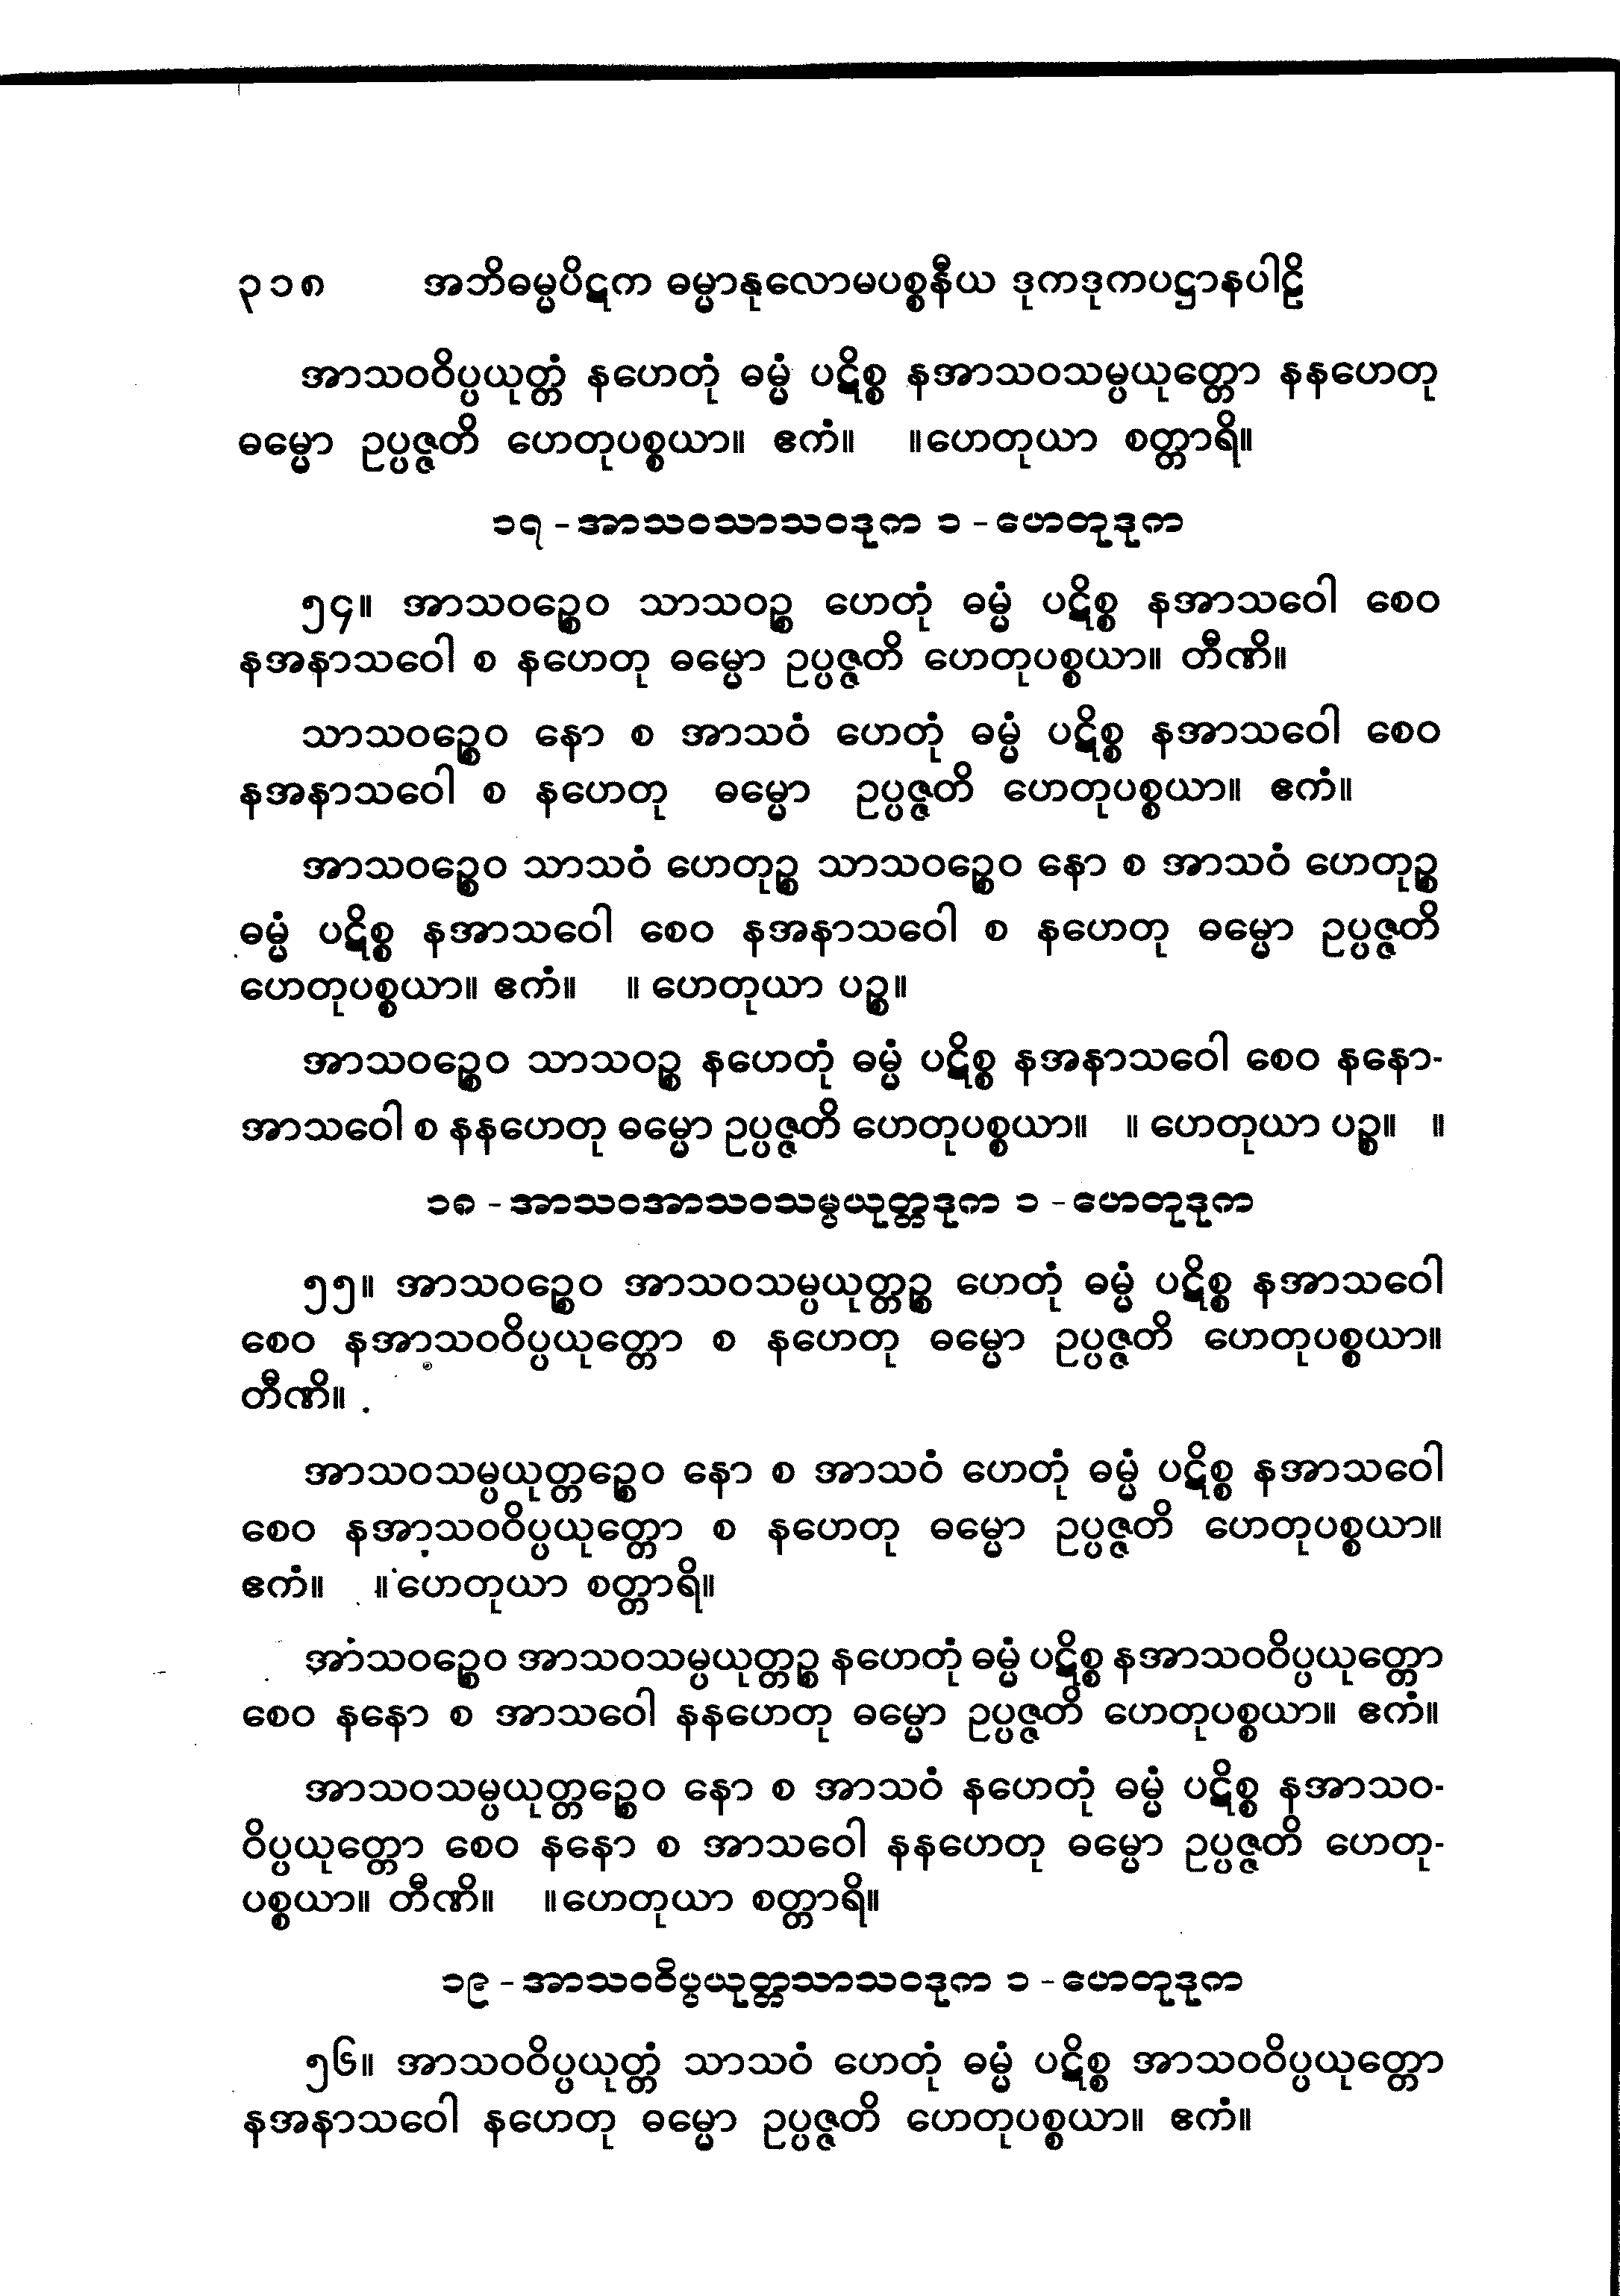 ၃၁၈ အဘိဓမ္မပိဋက ဓမ္မာနုလောမပစ္စနီယ ဒုကဒုကပဋ္ဌာနပါဠိ
အာသဝဝိပ္ပယုတ္တံ နဟေတုံ ဓမ္မံ ပဋိစ္စ နအာသဝသမ္ပယုတ္တော နနဟေတု
ဓမ္မော ဥပ္ပဇ္ဇတိ ဟေတုပစ္စယာ။ ဧကံ။ ။ဟေတုယာ စတ္တာရိ။
၁၇ - အာသဝသာသဝဒုက ၁ - ဟေတုဒုက
၅၄။ အာသဝဉ္စေဝ သာသဝဉ္စ ဟေတုံ ဓမ္မံ ပဋိစ္စ နအာသဝေါ စေဝ
နအနာသဝေါ စ နဟေတု ဓမ္မော ဥပ္ပဇ္ဇတိ ဟေတုပစ္စယာ။ တီဏိ။
သာသဝဉ္စေဝ နော စ အာသဝံ ဟေတုံ ဓမ္မံ ပဋိစ္စ နအာသဝေါ စေဝ
နအနာသဝေါ စ နဟေတု ဓမ္မော ဥပ္ပဇ္ဇတိ ဟေတုပစ္စယာ။ ဧကံ။
အာသဝဉ္စေဝ သာသဝံ ဟေတုဉ္စ သာသဝဉ္စေဝ နော စ အာသဝံ ဟေတုဉ္စ
ဓမ္မံ ပဋိစ္စ နအာသဝေါ စေဝ နအနာသဝေါ စ နဟေတု ဓမ္မော ဥပ္ပဇ္ဇတိ
ဟေတုပစ္စယာ။ ဧကံ။ ။ ဟေတုယာ ပဉ္စ။
အာသဝဉ္စေဝ သာသဝဉ္စ နဟေတုံ ဓမ္မံ ပဋိစ္စ နအနာသဝေါ စေဝ နနော-
အာသဝေါ စ နနဟေတု ဓမ္မော ဥပ္ပဇ္ဇတိ ဟေတုပစ္စယာ။ ။ ဟေတုယာ ပဉ္စ။ ။
၁၈ - အာသဝအာသဝသမ္ပယုတ္တဒုက ၁ - ဟေတုဒုက
၅၅။ အာသဝဉ္စေဝ အာသဝသမ္ပယုတ္တဉ္စ ဟေတုံ ဓမ္မံ ပဋိစ္စ နအာသဝေါ
စေဝ နအာသဝဝိပ္ပယုတ္တော စ နဟေတု ဓမ္မော ဥပ္ပဇ္ဇတိ ဟေတုပစ္စယာ။
တီဏိ။
အာသဝသမ္ပယုတ္တဉ္စေဝ နော စ အာသဝံ ဟေတုံ ဓမ္မံ ပဋိစ္စ နအာသဝေါ
စေဝ နအာသဝဝိပ္ပယုတ္တော စ နဟေတု ဓမ္မော ဥပ္ပဇ္ဇတိ ဟေတုပစ္စယာ။
ဧကံ။ ။ ဟေတုယာ စတ္တာရိ။
အာသဝဉ္စေဝ အာသဝသမ္ပယုတ္တဉ္စ နဟေတုံ ဓမ္မံ ပဋိစ္စ နအာသဝဝိပ္ပယုတ္တော
စေဝ နနော စ အာသဝေါ နနဟေတု ဓမ္မော ဥပ္ပဇ္ဇတိ ဟေတုပစ္စယာ။ ဧကံ။
အာသဝသမ္ပယုတ္တဉ္စေဝ နော စ အာသဝံ နဟေတုံ ဓမ္မံ ပဋိစ္စ နအာသဝ-
ဝိပ္ပယုတ္တော စေဝ နနော စ အာသဝေါ နနဟေတု ဓမ္မော ဥပ္ပဇ္ဇတိ ဟေတု-
ပစ္စယာ။ တီဏိ။ ။ဟေတုယာ စတ္တာရိ။
၁၉ - အာသဝဝိပ္ပယုတ္တသာသဝဒုက ၁ - ဟေတုဒုက
၅၆။ အာသဝဝိပ္ပယုတ္တံ သာသဝံ ဟေတုံ ဓမ္မံ ပဋိစ္စ အာသဝဝိပ္ပယုတ္တော
နအနာသဝေါ နဟေတု ဓမ္မော ဥပ္ပဇ္ဇတိ ဟေတုပစ္စယာ။ ဧကံ။